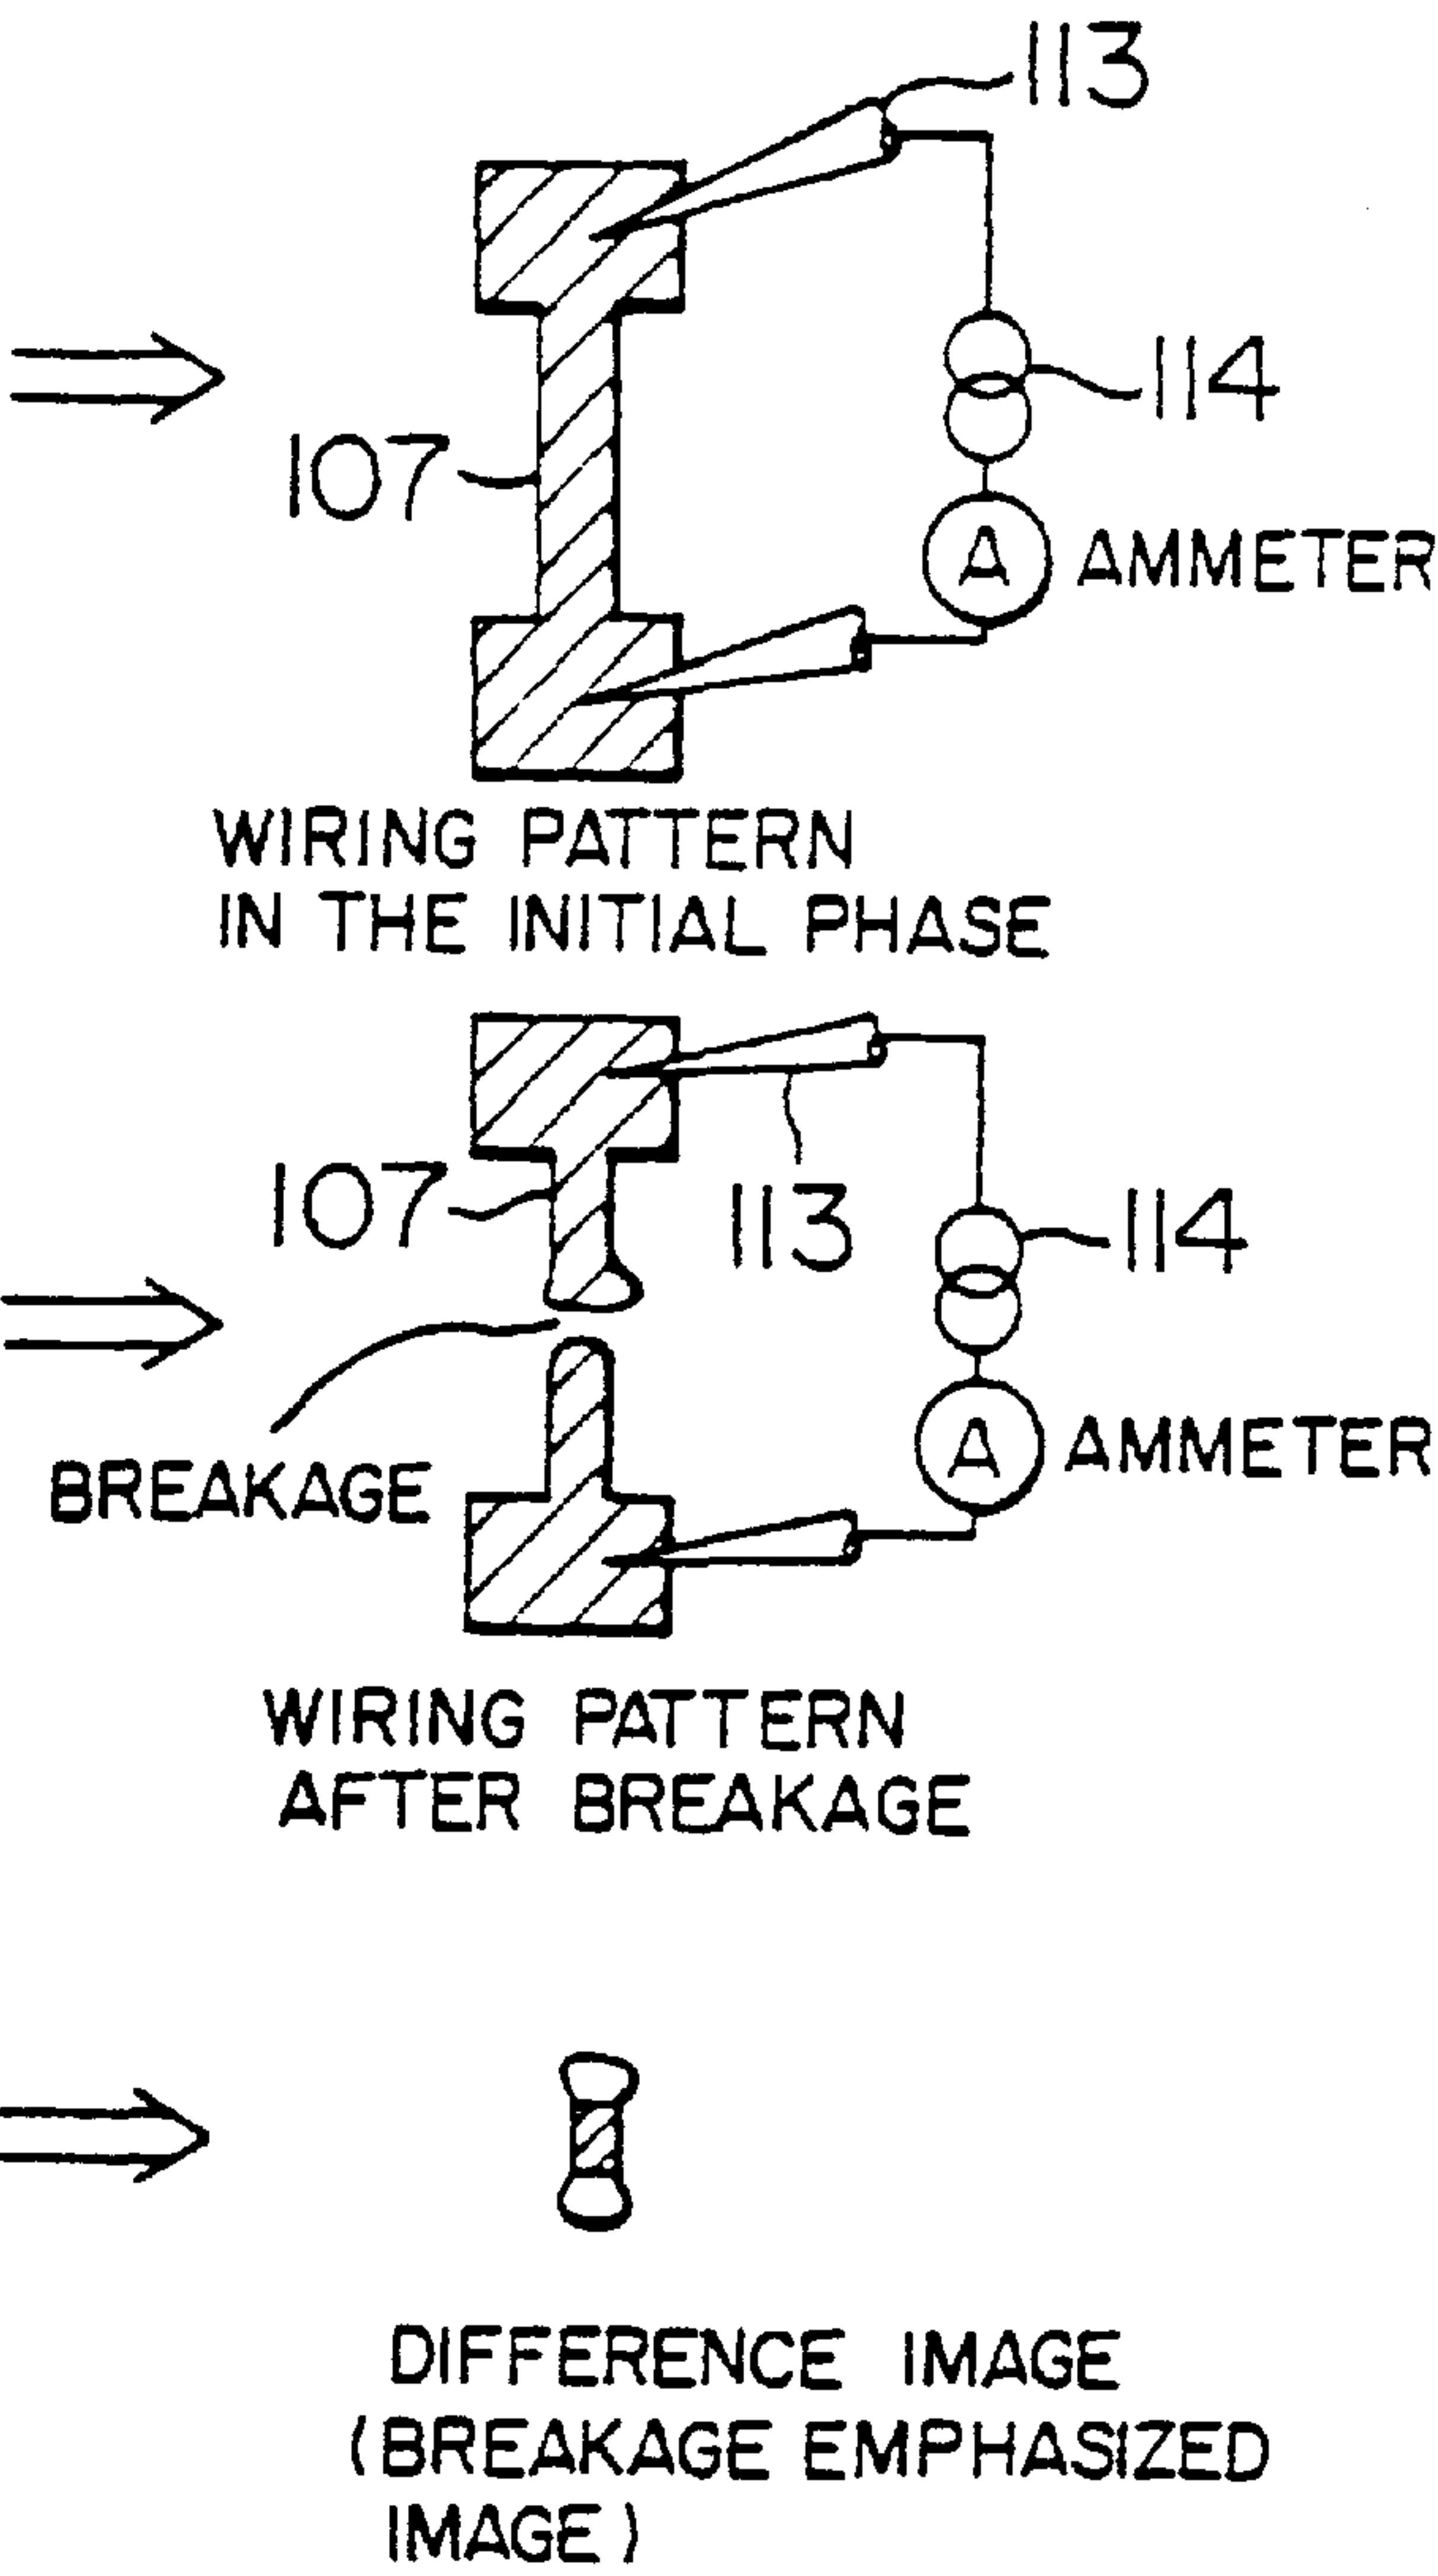 113
114
107
A AMMETER
WIRING PATTERN
IN THE INITIAL PHASE
107
113
114
A AMMETER
BREAKAGE
WIRING PATTERN
AFTER BREAKAGE
DIFFERENCE IMAGE
(BREAKAGE EMPHASIZED
IMAGE)